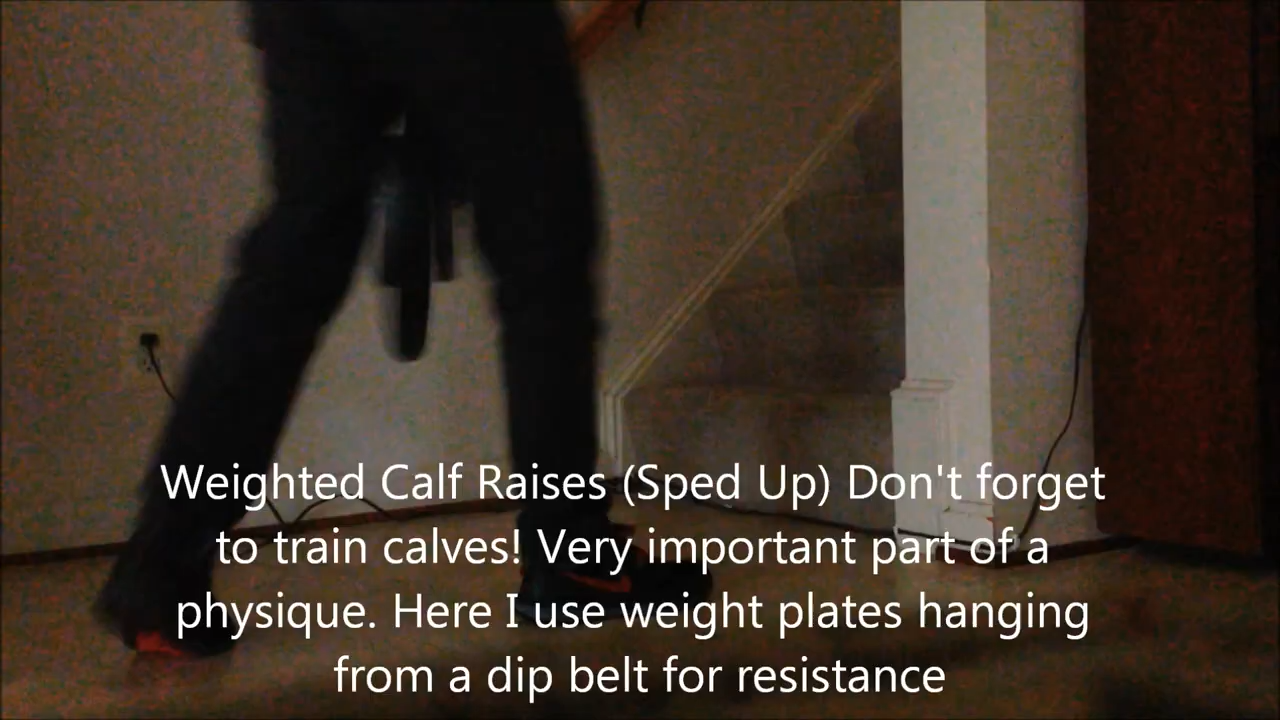 Weighted Calf Raises (Sped Up) Don't forget
to train calves! Very important part of a
physique. Here I use weight plates hanging
from a dip belt for resistance